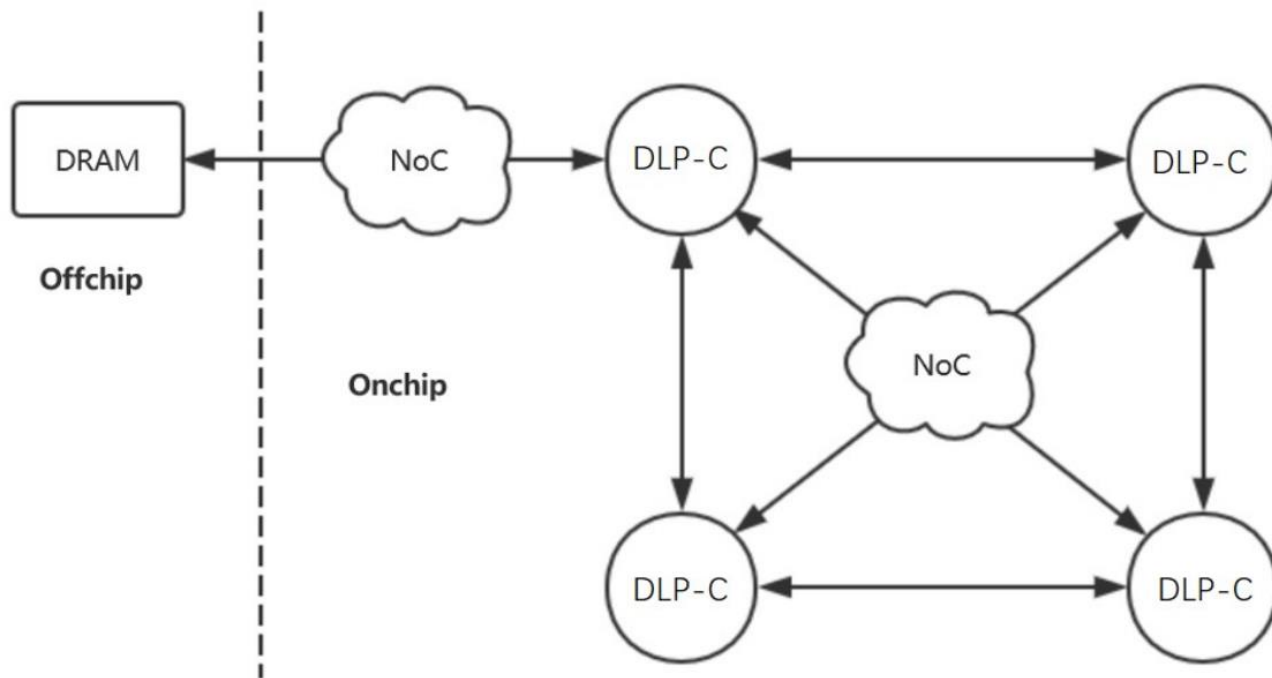 DRAM
NoC
DLP-C
DLP-C
Offchip
Onchip
NoC
DLP-C
DLP-C